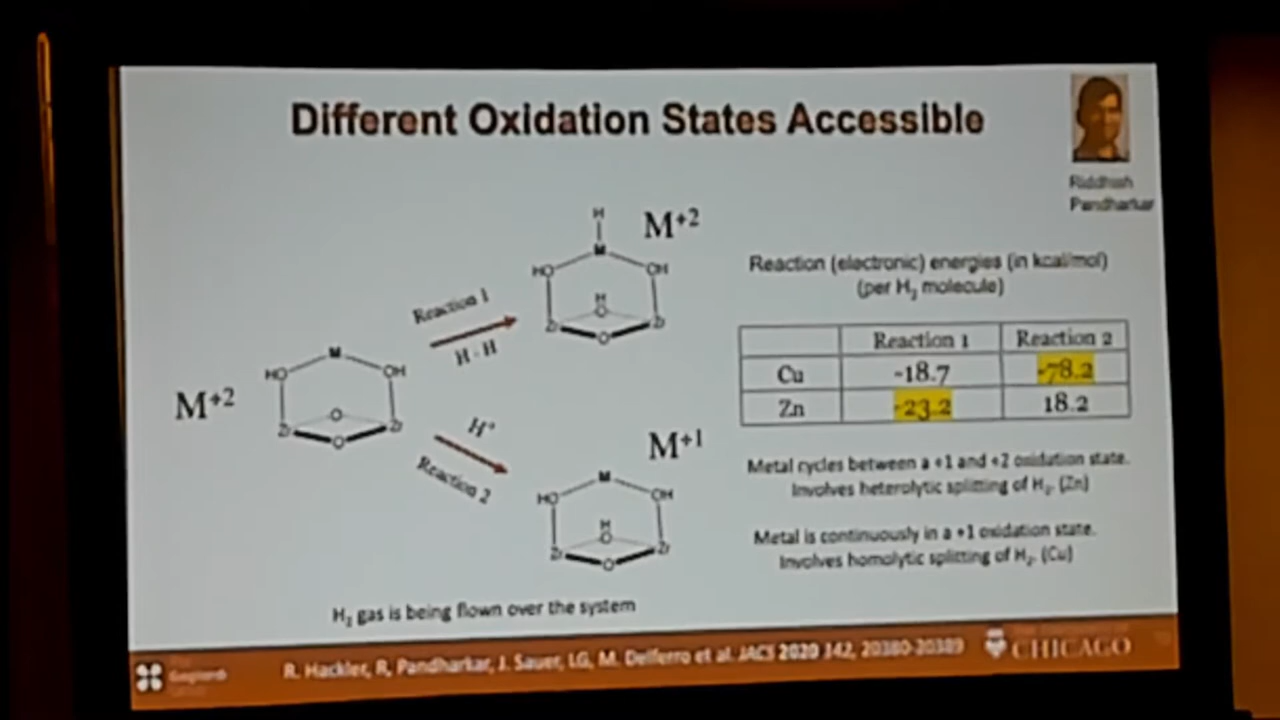 Different Oxidation States Accessible
Riddhish
Pandharkar
M+2
HO
M
OH
O
Zr
O
Zr
Reaction 1
H - H
H
M
M+2
HO
OH
H
O
Zr
O
Zr
H•
Reaction 2
M+1
M
HO
OH
H
O
Zr
O
Zr
H2 gas is being flown over the system
Reaction (electronic) energies (in kcal/mol)
(per H2 molecule)
Reaction 1 Reaction 2
Cu -18.7 -78.2
Zn -23.2 18.2
Metal cycles between a +1 and +2 oxidation state.
Involves heterolytic splitting of H2. (Zn)
Metal is continuously in a +1 oxidation state.
Involves homolytic splitting of H2. (Cu)
R. Hackler, R, Pandharkar, J. Sauer, LG, M. Delferro et al. JACS 2020 142, 20380-20389
CHICAGO